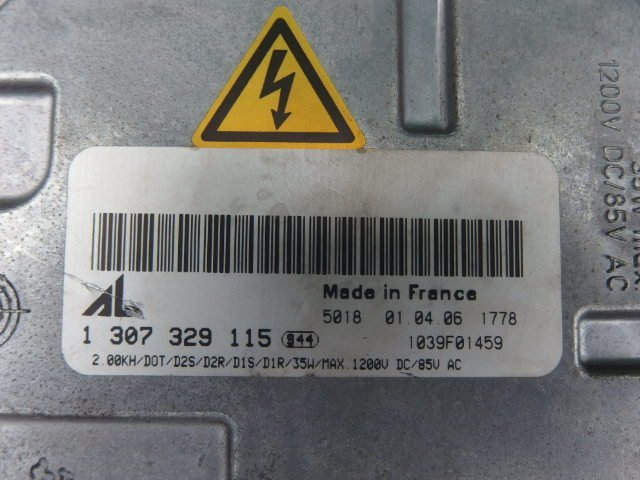 AL
Made in France
5018 01.04.06 1778
1 307 329 115 944
1039F01459
2.00KH/DOT/D2S/D2R/D1S/D1R/35W/MAX.1200V DC/85V AC
1200V DC/85V AC